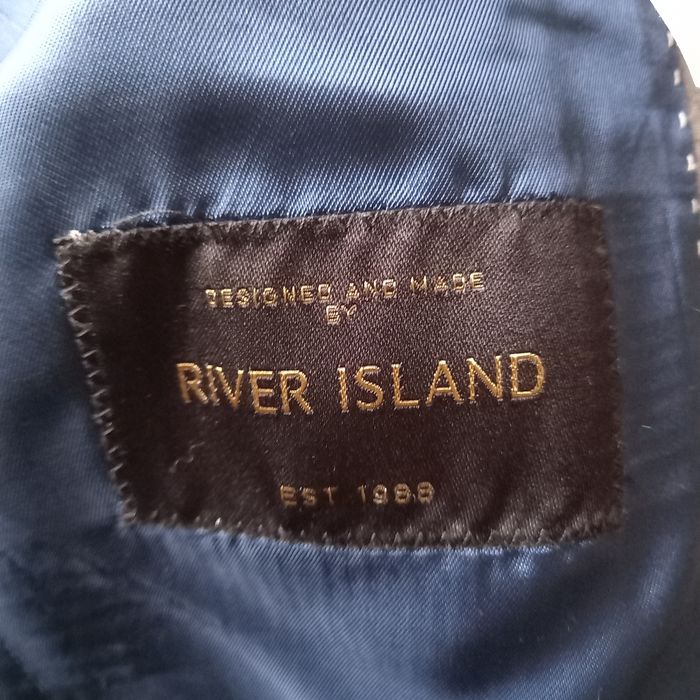 DESIGNED AND MADE
BY
RIVER ISLAND
EST 1988